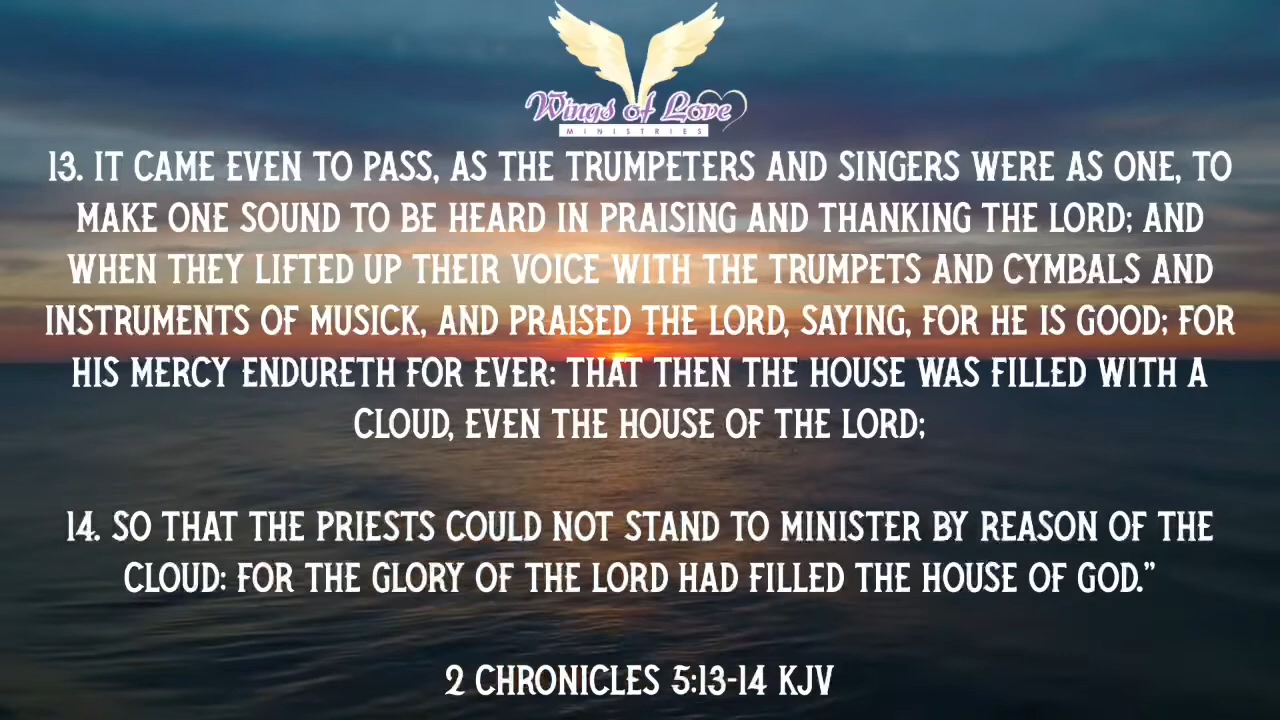 Wings of Love
MINISTRIES
13. IT CAME EVEN TO PASS, AS THE TRUMPETERS AND SINGERS WERE AS ONE, TO
MAKE ONE SOUND TO BE HEARD IN PRAISING AND THANKING THE LORD; AND
WHEN THEY LIFTED UP THEIR VOICE WITH THE TRUMPETS AND CYMBALS AND
INSTRUMENTS OF MUSICK, AND PRAISED THE LORD, SAYING, FOR HE IS GOOD; FOR
HIS MERCY ENDURETH FOR EVER: THAT THEN THE HOUSE WAS FILLED WITH A
CLOUD, EVEN THE HOUSE OF THE LORD;
14. SO THAT THE PRIESTS COULD NOT STAND TO MINISTER BY REASON OF THE
CLOUD: FOR THE GLORY OF THE LORD HAD FILLED THE HOUSE OF GOD.”
2 CHRONICLES 5:13-14 KJV